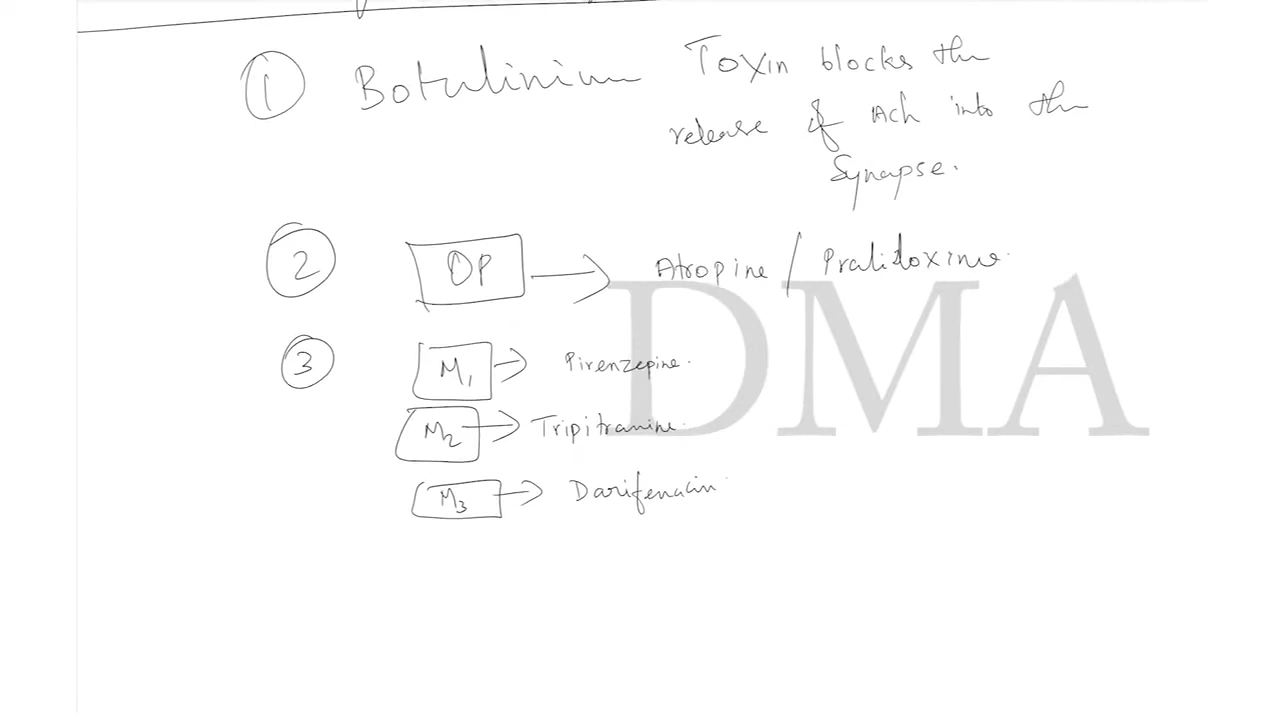 ① Botulinium Toxin blocks the
release of Ach into the
Synapse.
② OP → Atropine / Pralidoxime.
③ M1 → Pirenzepine.
M2 → Tripitramine.
M3 → Darifenacin
DMA